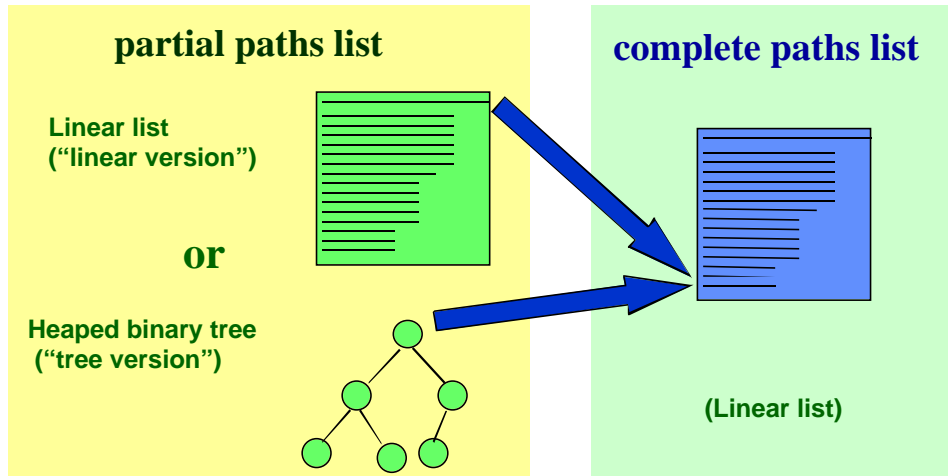 partial paths list
Linear list
(“linear version”)
or
Heaped binary tree
(“tree version”)
complete paths list
(Linear list)